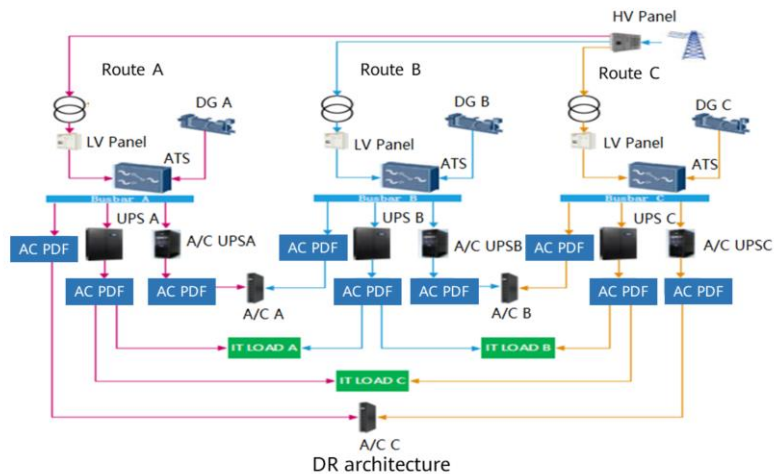 HV Panel
Route A
Route B
Route C
DG A
DG B
DG C
LV Panel
LV Panel
LV Panel
ATS
ATS
ATS
Busbar A
Busbar B
Busbar C
UPS A
UPS B
UPS C
AC PDF
A/C UPSA
A/C UPSB
A/C UPSC
AC PDF
AC PDF
AC PDF
AC PDF
AC PDF
AC PDF
AC PDF
AC PDF
A/C A
A/C B
IT LOAD A
IT LOAD B
IT LOAD C
A/C C
DR architecture